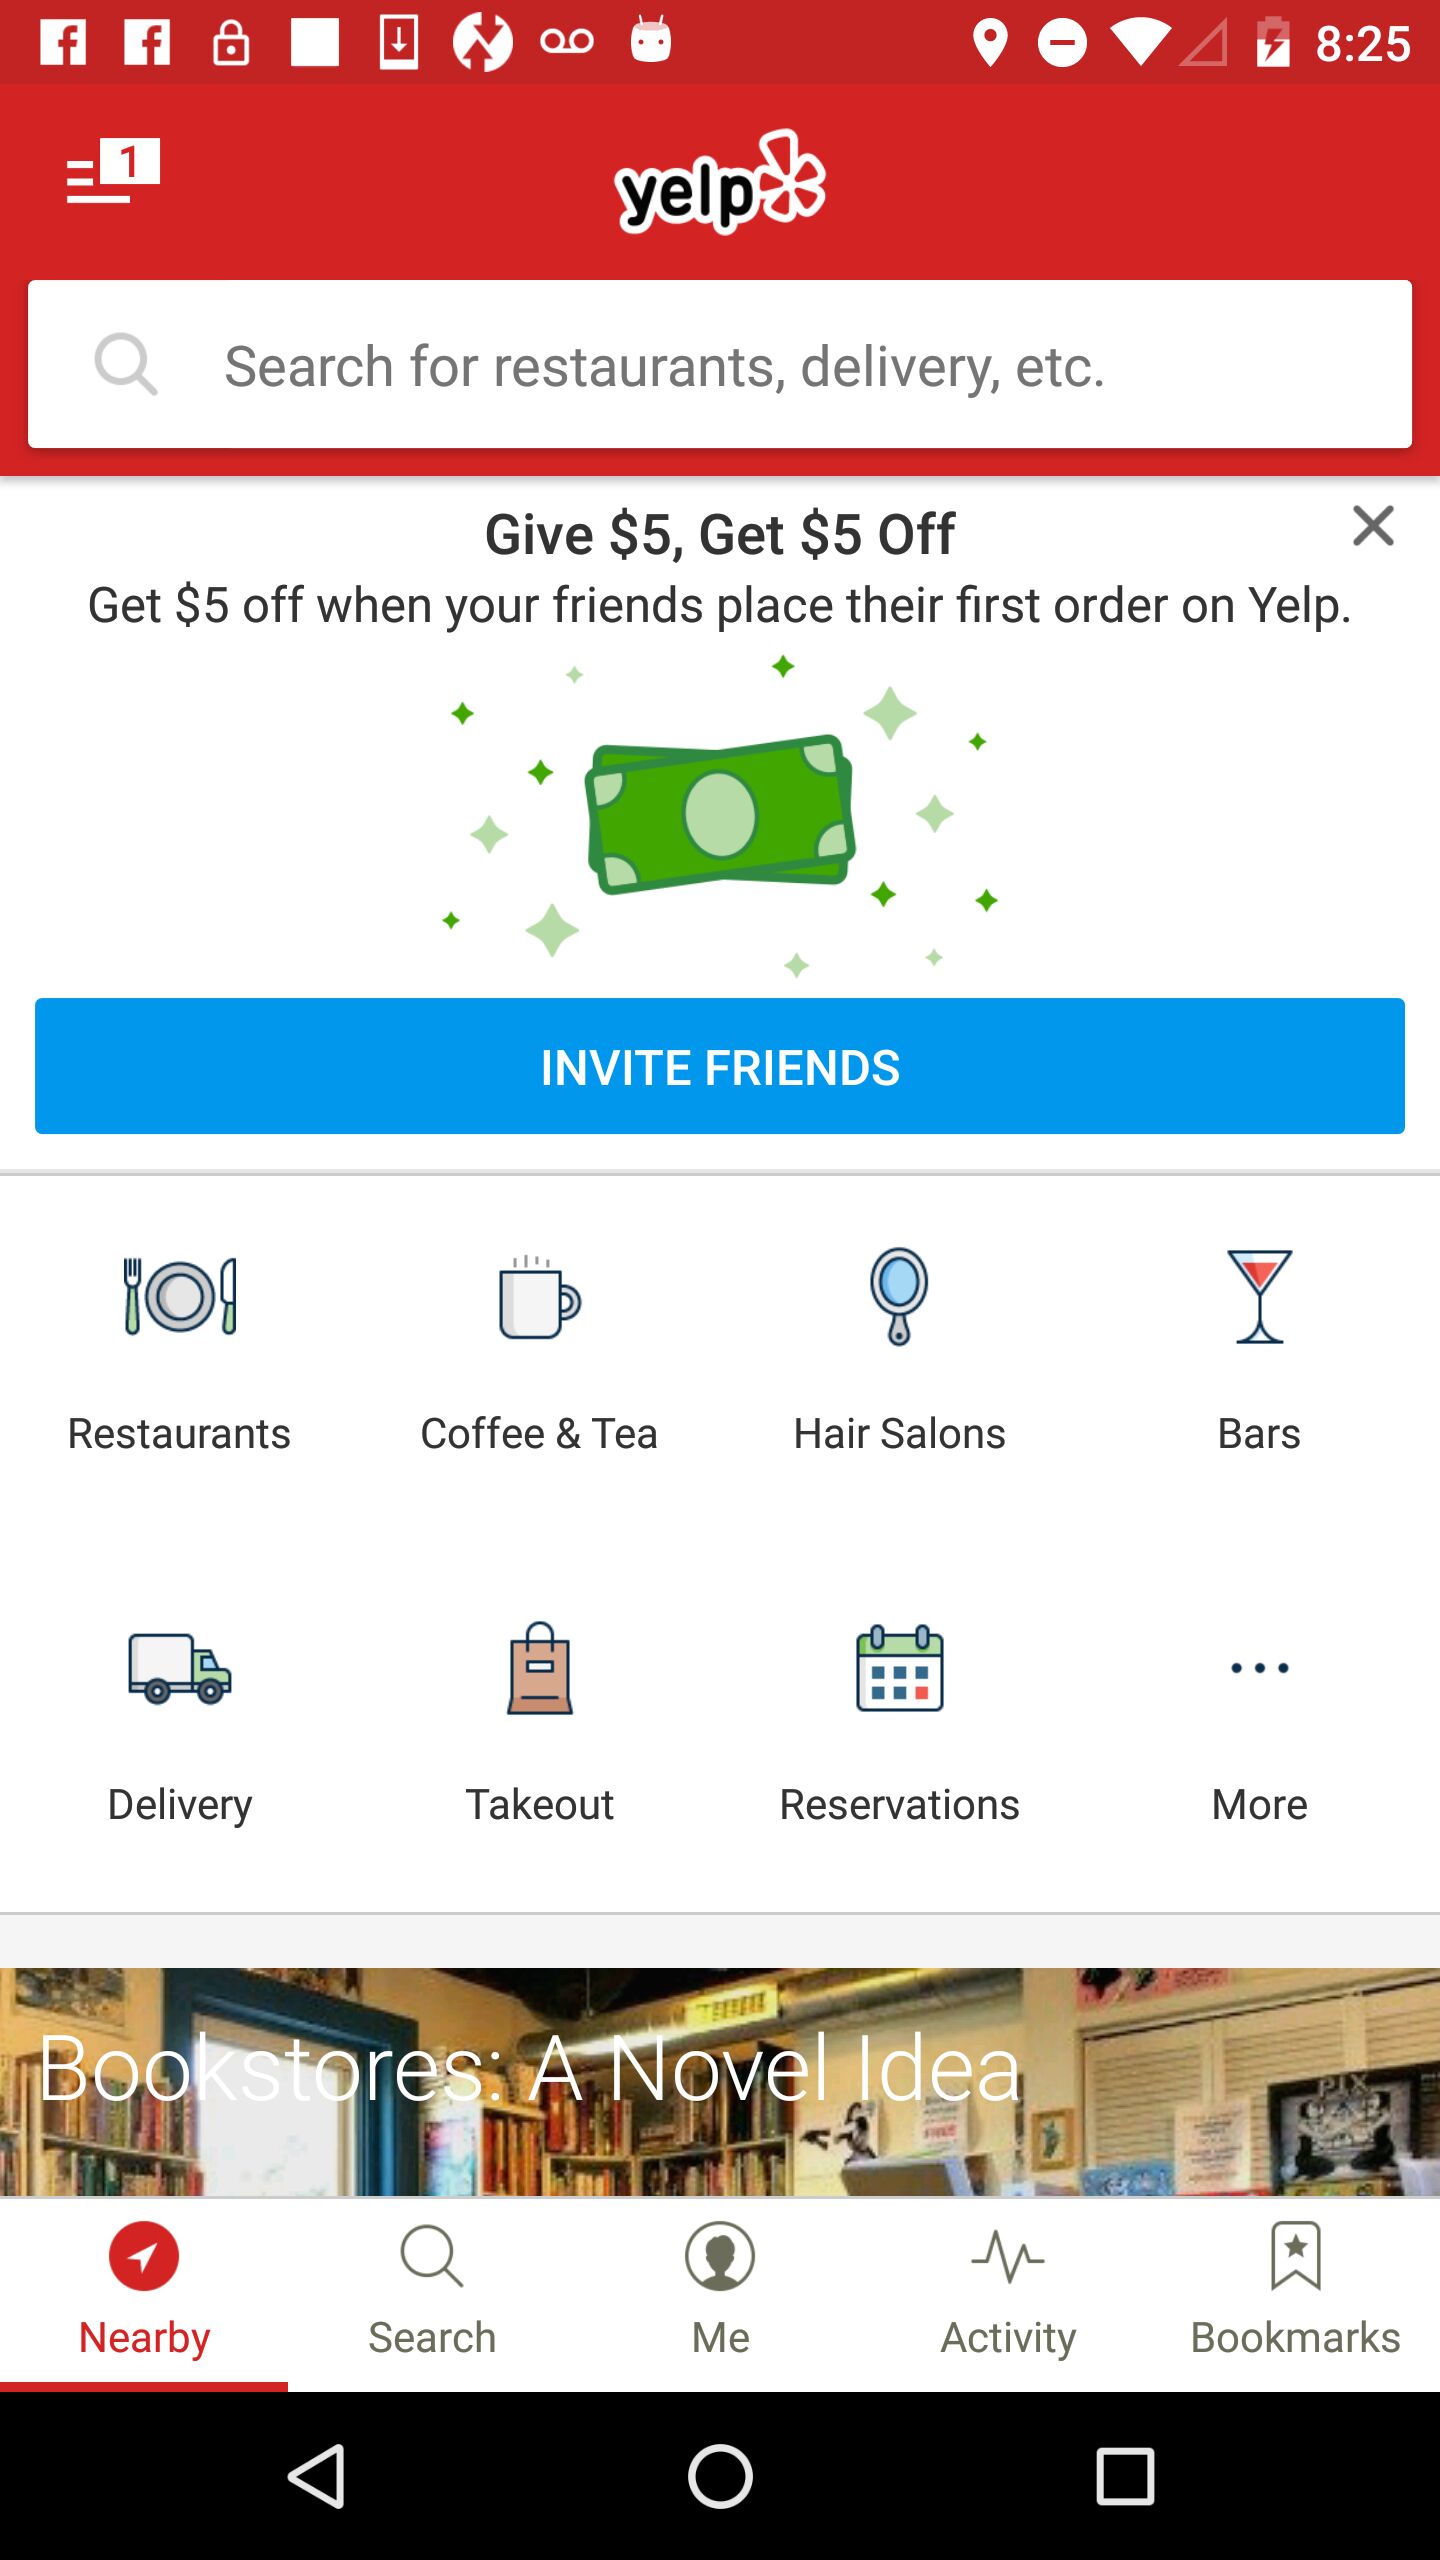 8:25
1
yelp
Search for restaurants, delivery, etc.
Give $5, Get $5 Off
Get $5 off when your friends place their first order on Yelp.
INVITE FRIENDS
Restaurants
Coffee & Tea
Hair Salons
Bars
Delivery
Takeout
Reservations
More
Bookstores: A Novel Idea
PIX
Nearby
Search
Me
Activity
Bookmarks